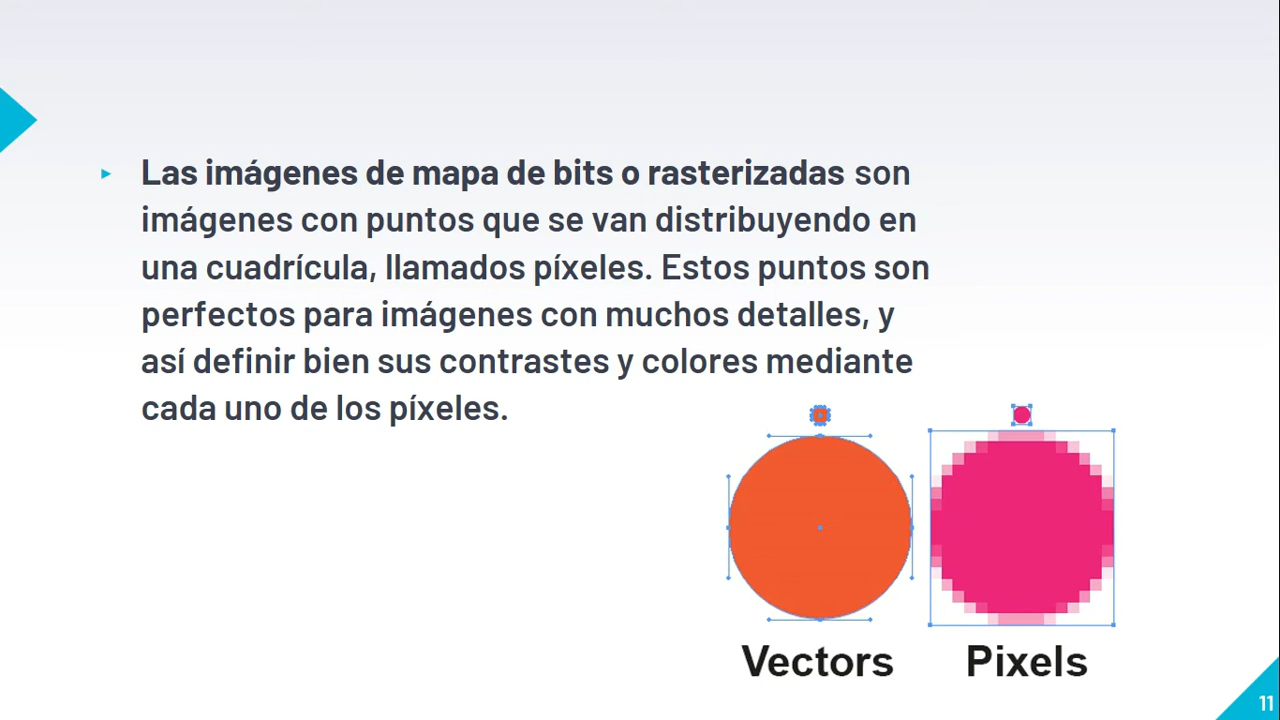 Las imágenes de mapa de bits o rasterizadas son
imágenes con puntos que se van distribuyendo en
una cuadrícula, llamados píxeles. Estos puntos son
perfectos para imágenes con muchos detalles, y
así definir bien sus contrastes y colores mediante
cada uno de los píxeles.
Vectors
Pixels
11